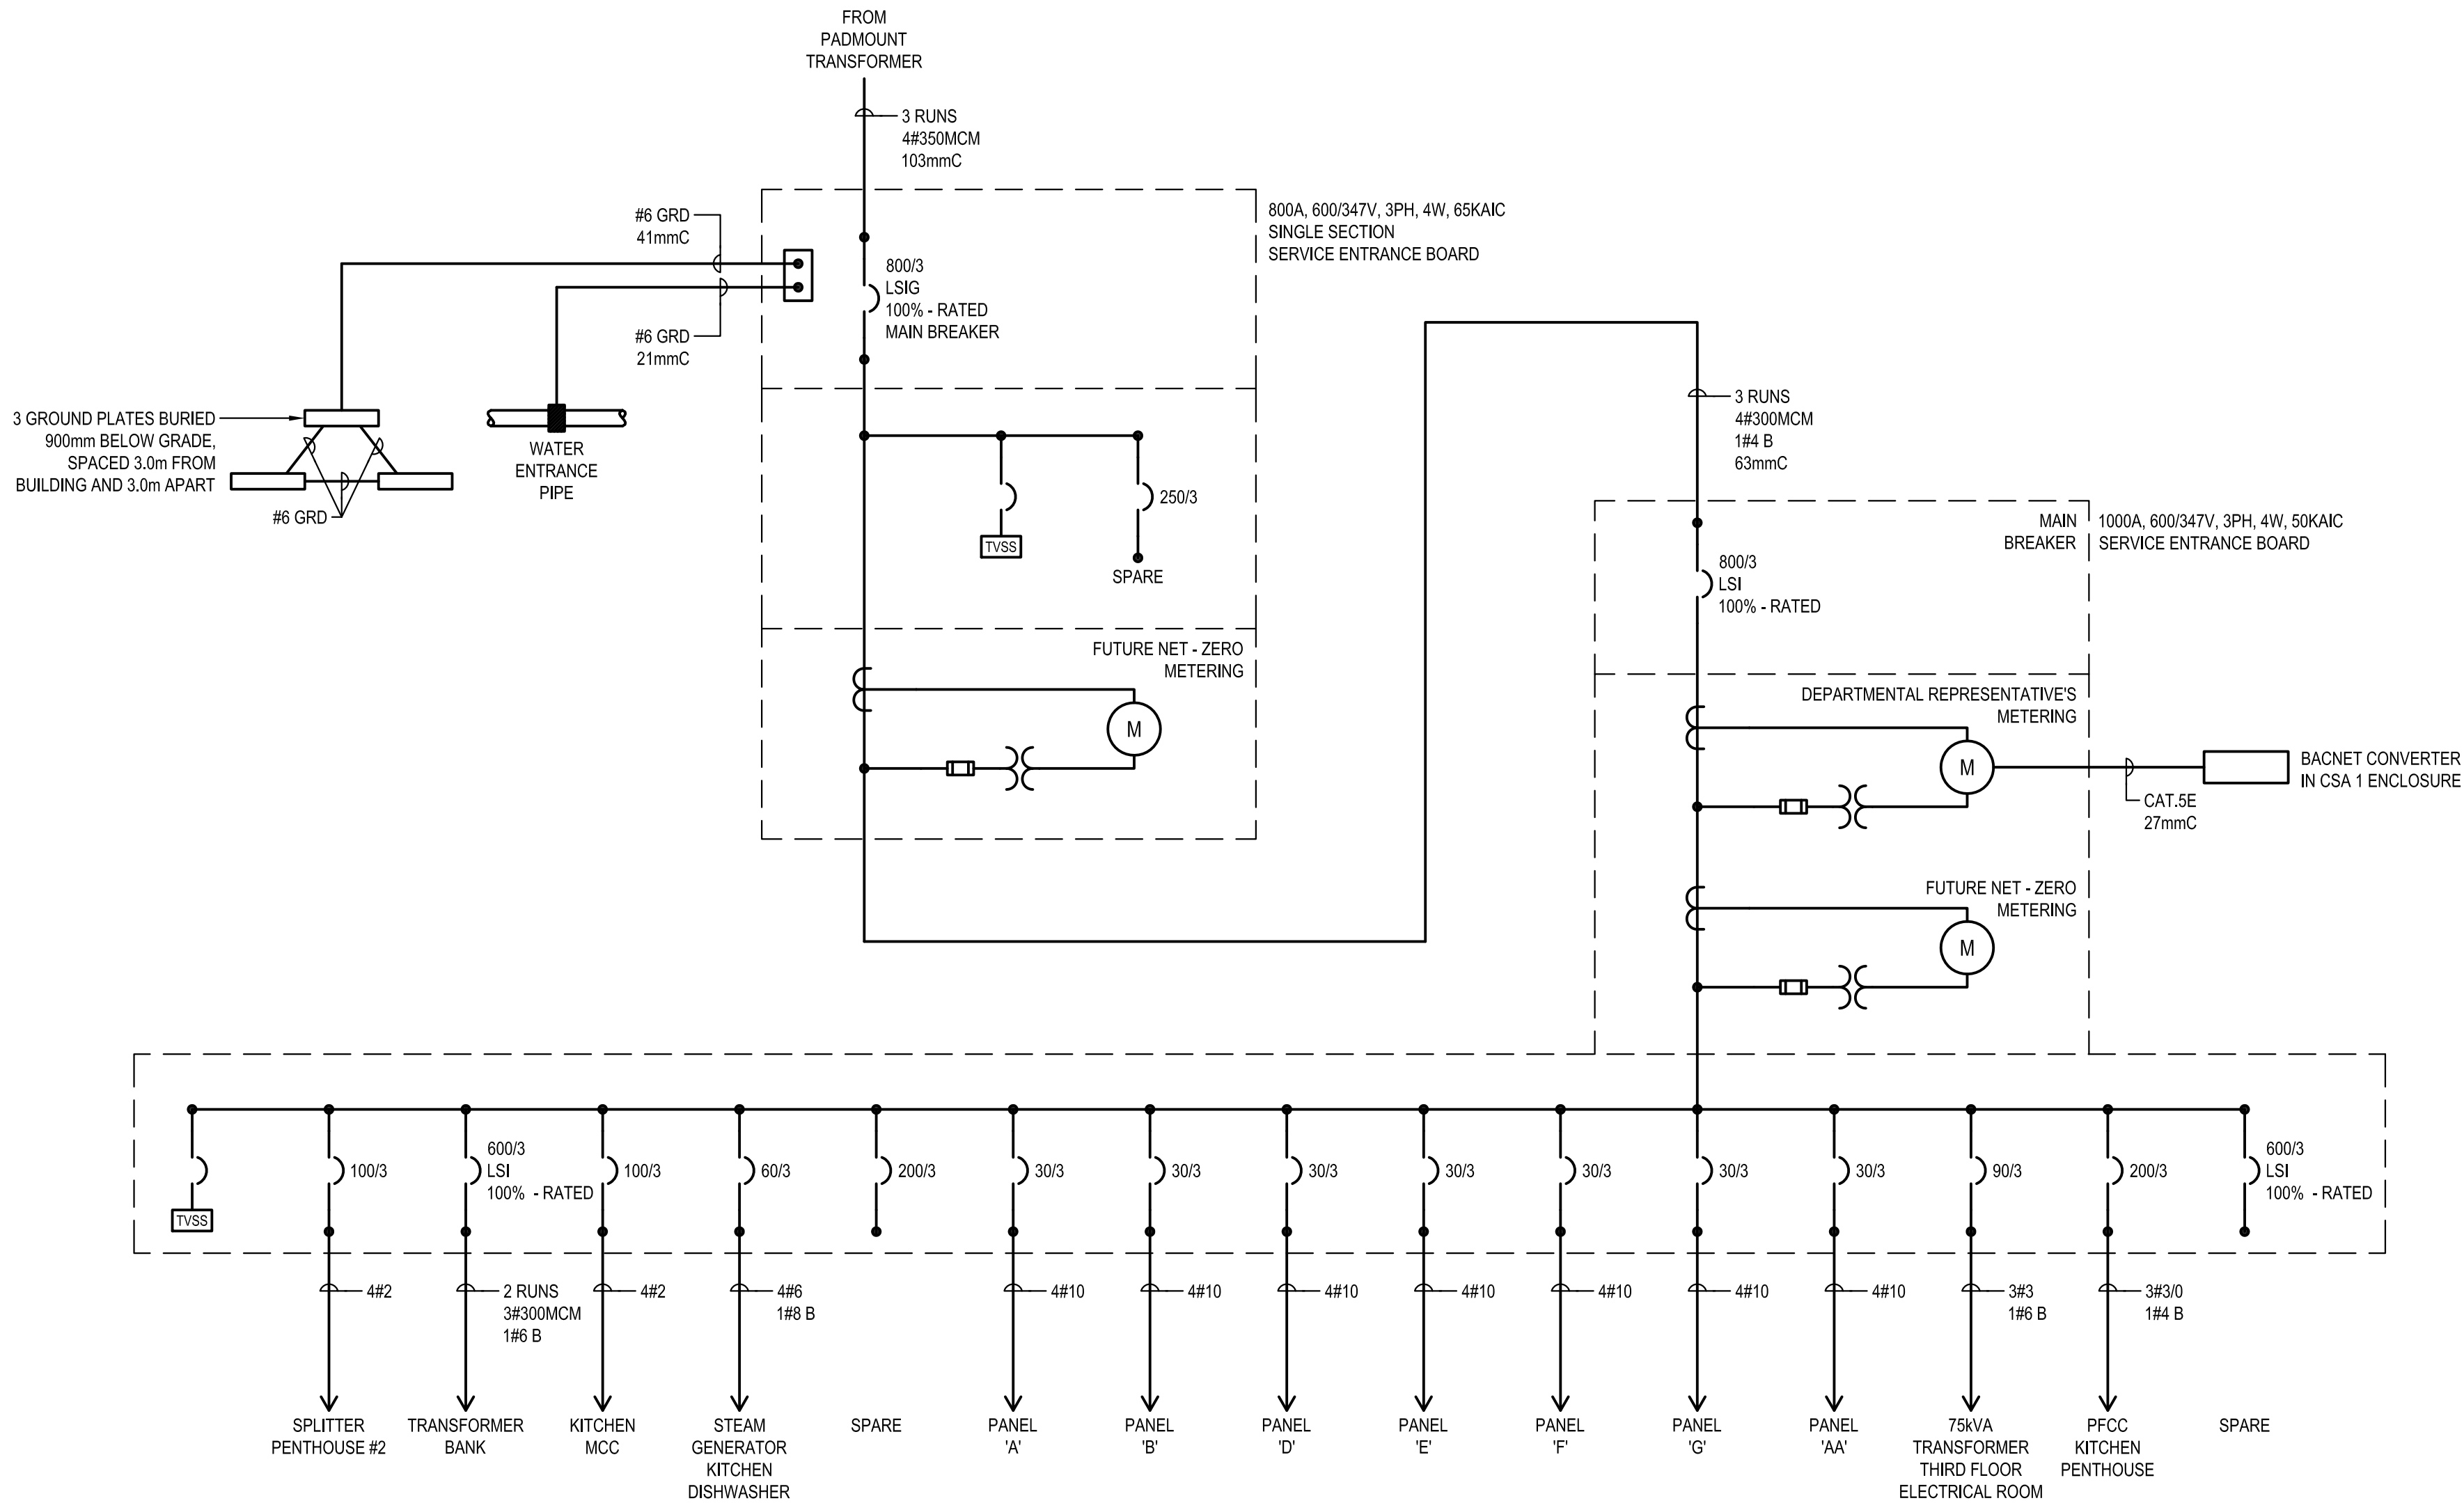 FROM
PADMOUNT
TRANSFORMER
3 RUNS
4#350MCM
103mmC
#6 GRD
41mmC
#6 GRD
21mmC
800A, 600/347V, 3PH, 4W, 65KAIC
SINGLE SECTION
SERVICE ENTRANCE BOARD
800/3
LSIG
100% - RATED
MAIN BREAKER
3 GROUND PLATES BURIED
900mm BELOW GRADE,
SPACED 3.0m FROM
BUILDING AND 3.0m APART
#6 GRD
WATER
ENTRANCE
PIPE
TVSS
250/3
SPARE
FUTURE NET - ZERO
METERING
M
3 RUNS
4#300MCM
1#4 B
63mmC
MAIN
BREAKER
1000A, 600/347V, 3PH, 4W, 50KAIC
SERVICE ENTRANCE BOARD
800/3
LSI
100% - RATED
DEPARTMENTAL REPRESENTATIVE'S
METERING
M
BACNET CONVERTER
IN CSA 1 ENCLOSURE
CAT.5E
27mmC
FUTURE NET - ZERO
METERING
M
TVSS
100/3
600/3
LSI
100% - RATED
100/3
60/3
200/3
30/3
30/3
30/3
30/3
30/3
30/3
30/3
90/3
200/3
600/3
LSI
100% - RATED
4#2
2 RUNS
3#300MCM
1#6 B
4#2
4#6
1#8 B
4#10
4#10
4#10
4#10
4#10
4#10
4#10
3#3
1#6 B
3#3/0
1#4 B
SPLITTER
PENTHOUSE #2
TRANSFORMER
BANK
KITCHEN
MCC
STEAM
GENERATOR
KITCHEN
DISHWASHER
SPARE
PANEL
'A'
PANEL
'B'
PANEL
'D'
PANEL
'E'
PANEL
'F'
PANEL
'G'
PANEL
'AA'
75kVA
TRANSFORMER
THIRD FLOOR
ELECTRICAL ROOM
PFCC
KITCHEN
PENTHOUSE
SPARE